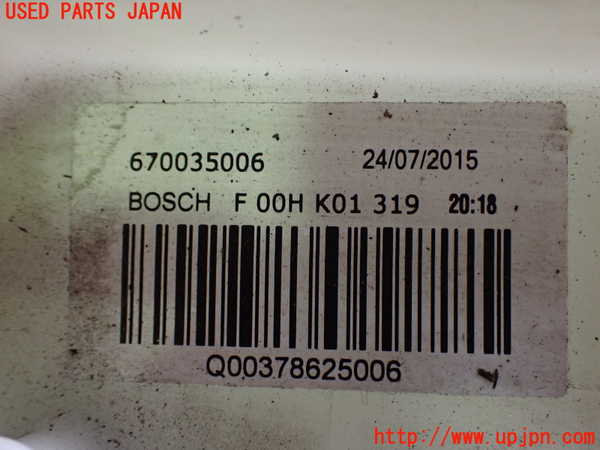 USED PARTS JAPAN
670035006 24/07/2015
BOSCH F 00H K01 319 20:18
Q00378625006
http://www.upjpn.com/